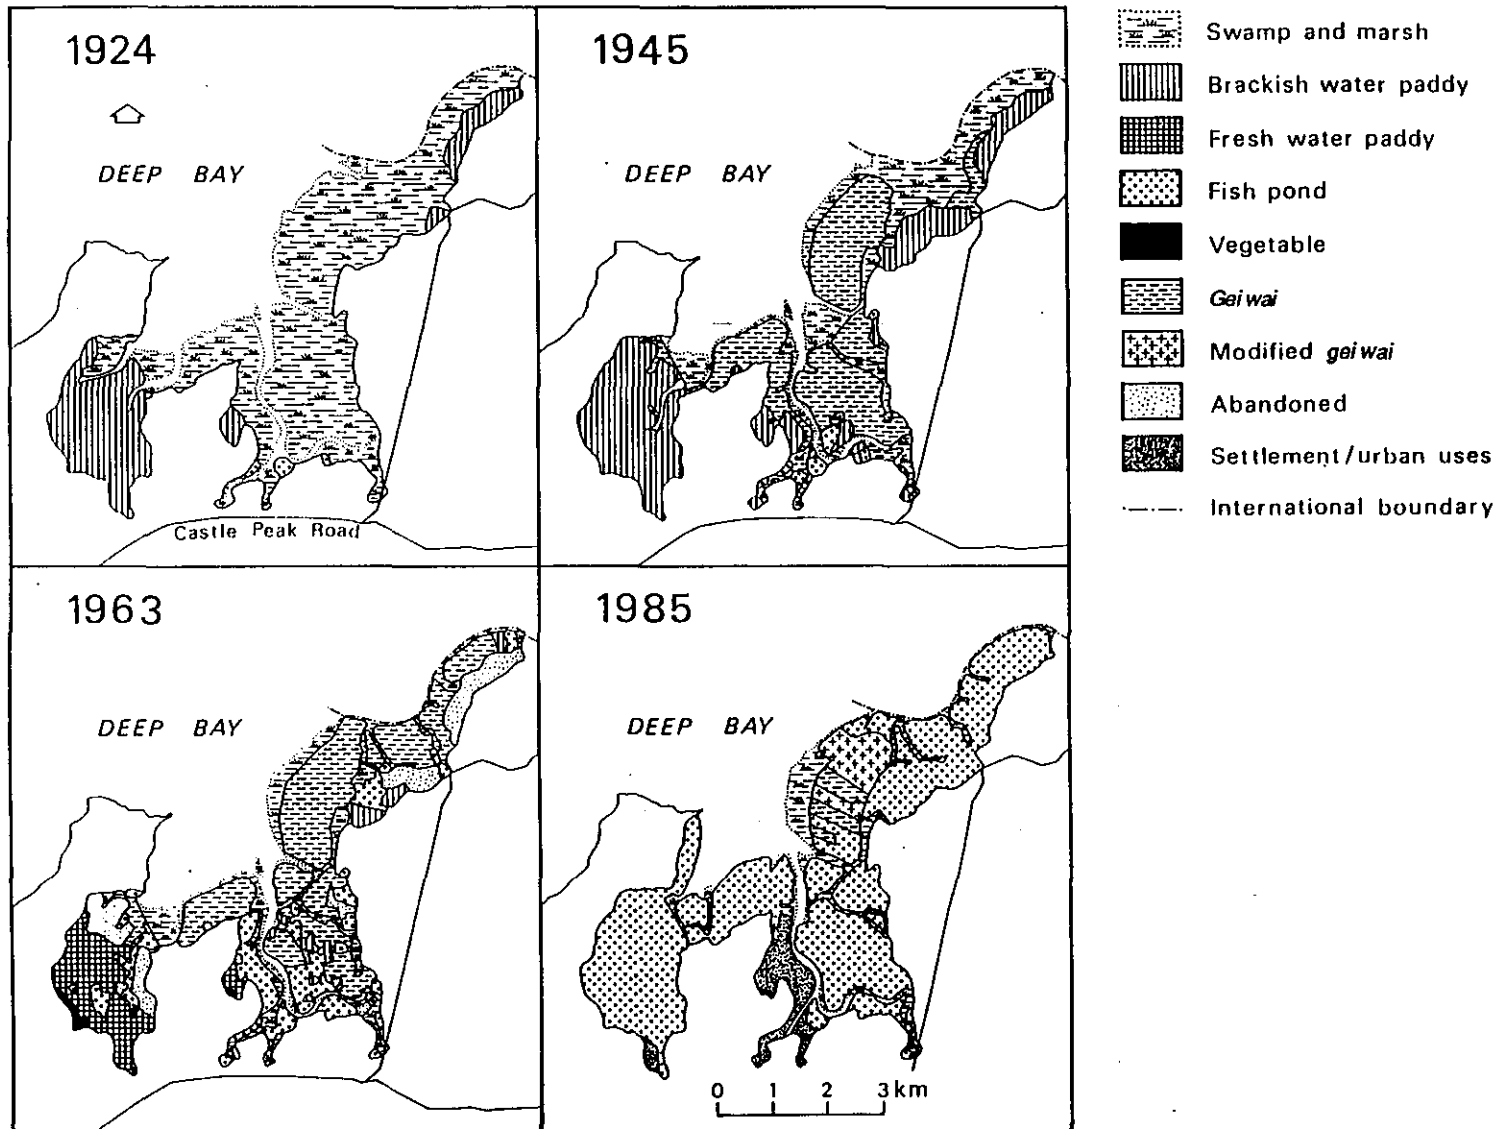 1924
DEEP BAY
Castle Peak Road
1945
DEEP BAY
1963
DEEP BAY
1985
DEEP BAY
0 1 2 3 km
Swamp and marsh
Brackish water paddy
Fresh water paddy
Fish pond
Vegetable
Gei wai
Modified gei wai
Abandoned
Settlement/urban uses
International boundary